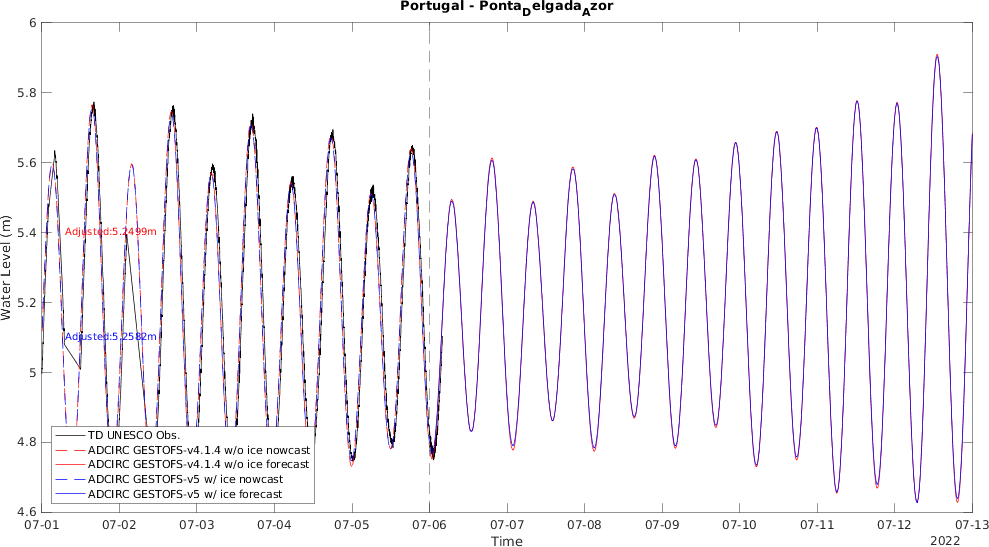 Portugal - Ponta_Delgada_Azor
6
5.8
5.6
5.4
5.2
5
4.8
4.6
Water Level (m)
Adjusted:5.2499m
Adjusted:5.2582m
TD UNESCO Obs.
ADCIRC GESTOFS-v4.1.4 w/o ice nowcast
ADCIRC GESTOFS-v4.1.4 w/o ice forecast
ADCIRC GESTOFS-v5 w/ ice nowcast
ADCIRC GESTOFS-v5 w/ ice forecast
07-01 07-02 07-03 07-04 07-05 07-06 07-07 07-08 07-09 07-10 07-11 07-12 07-13
Time
2022